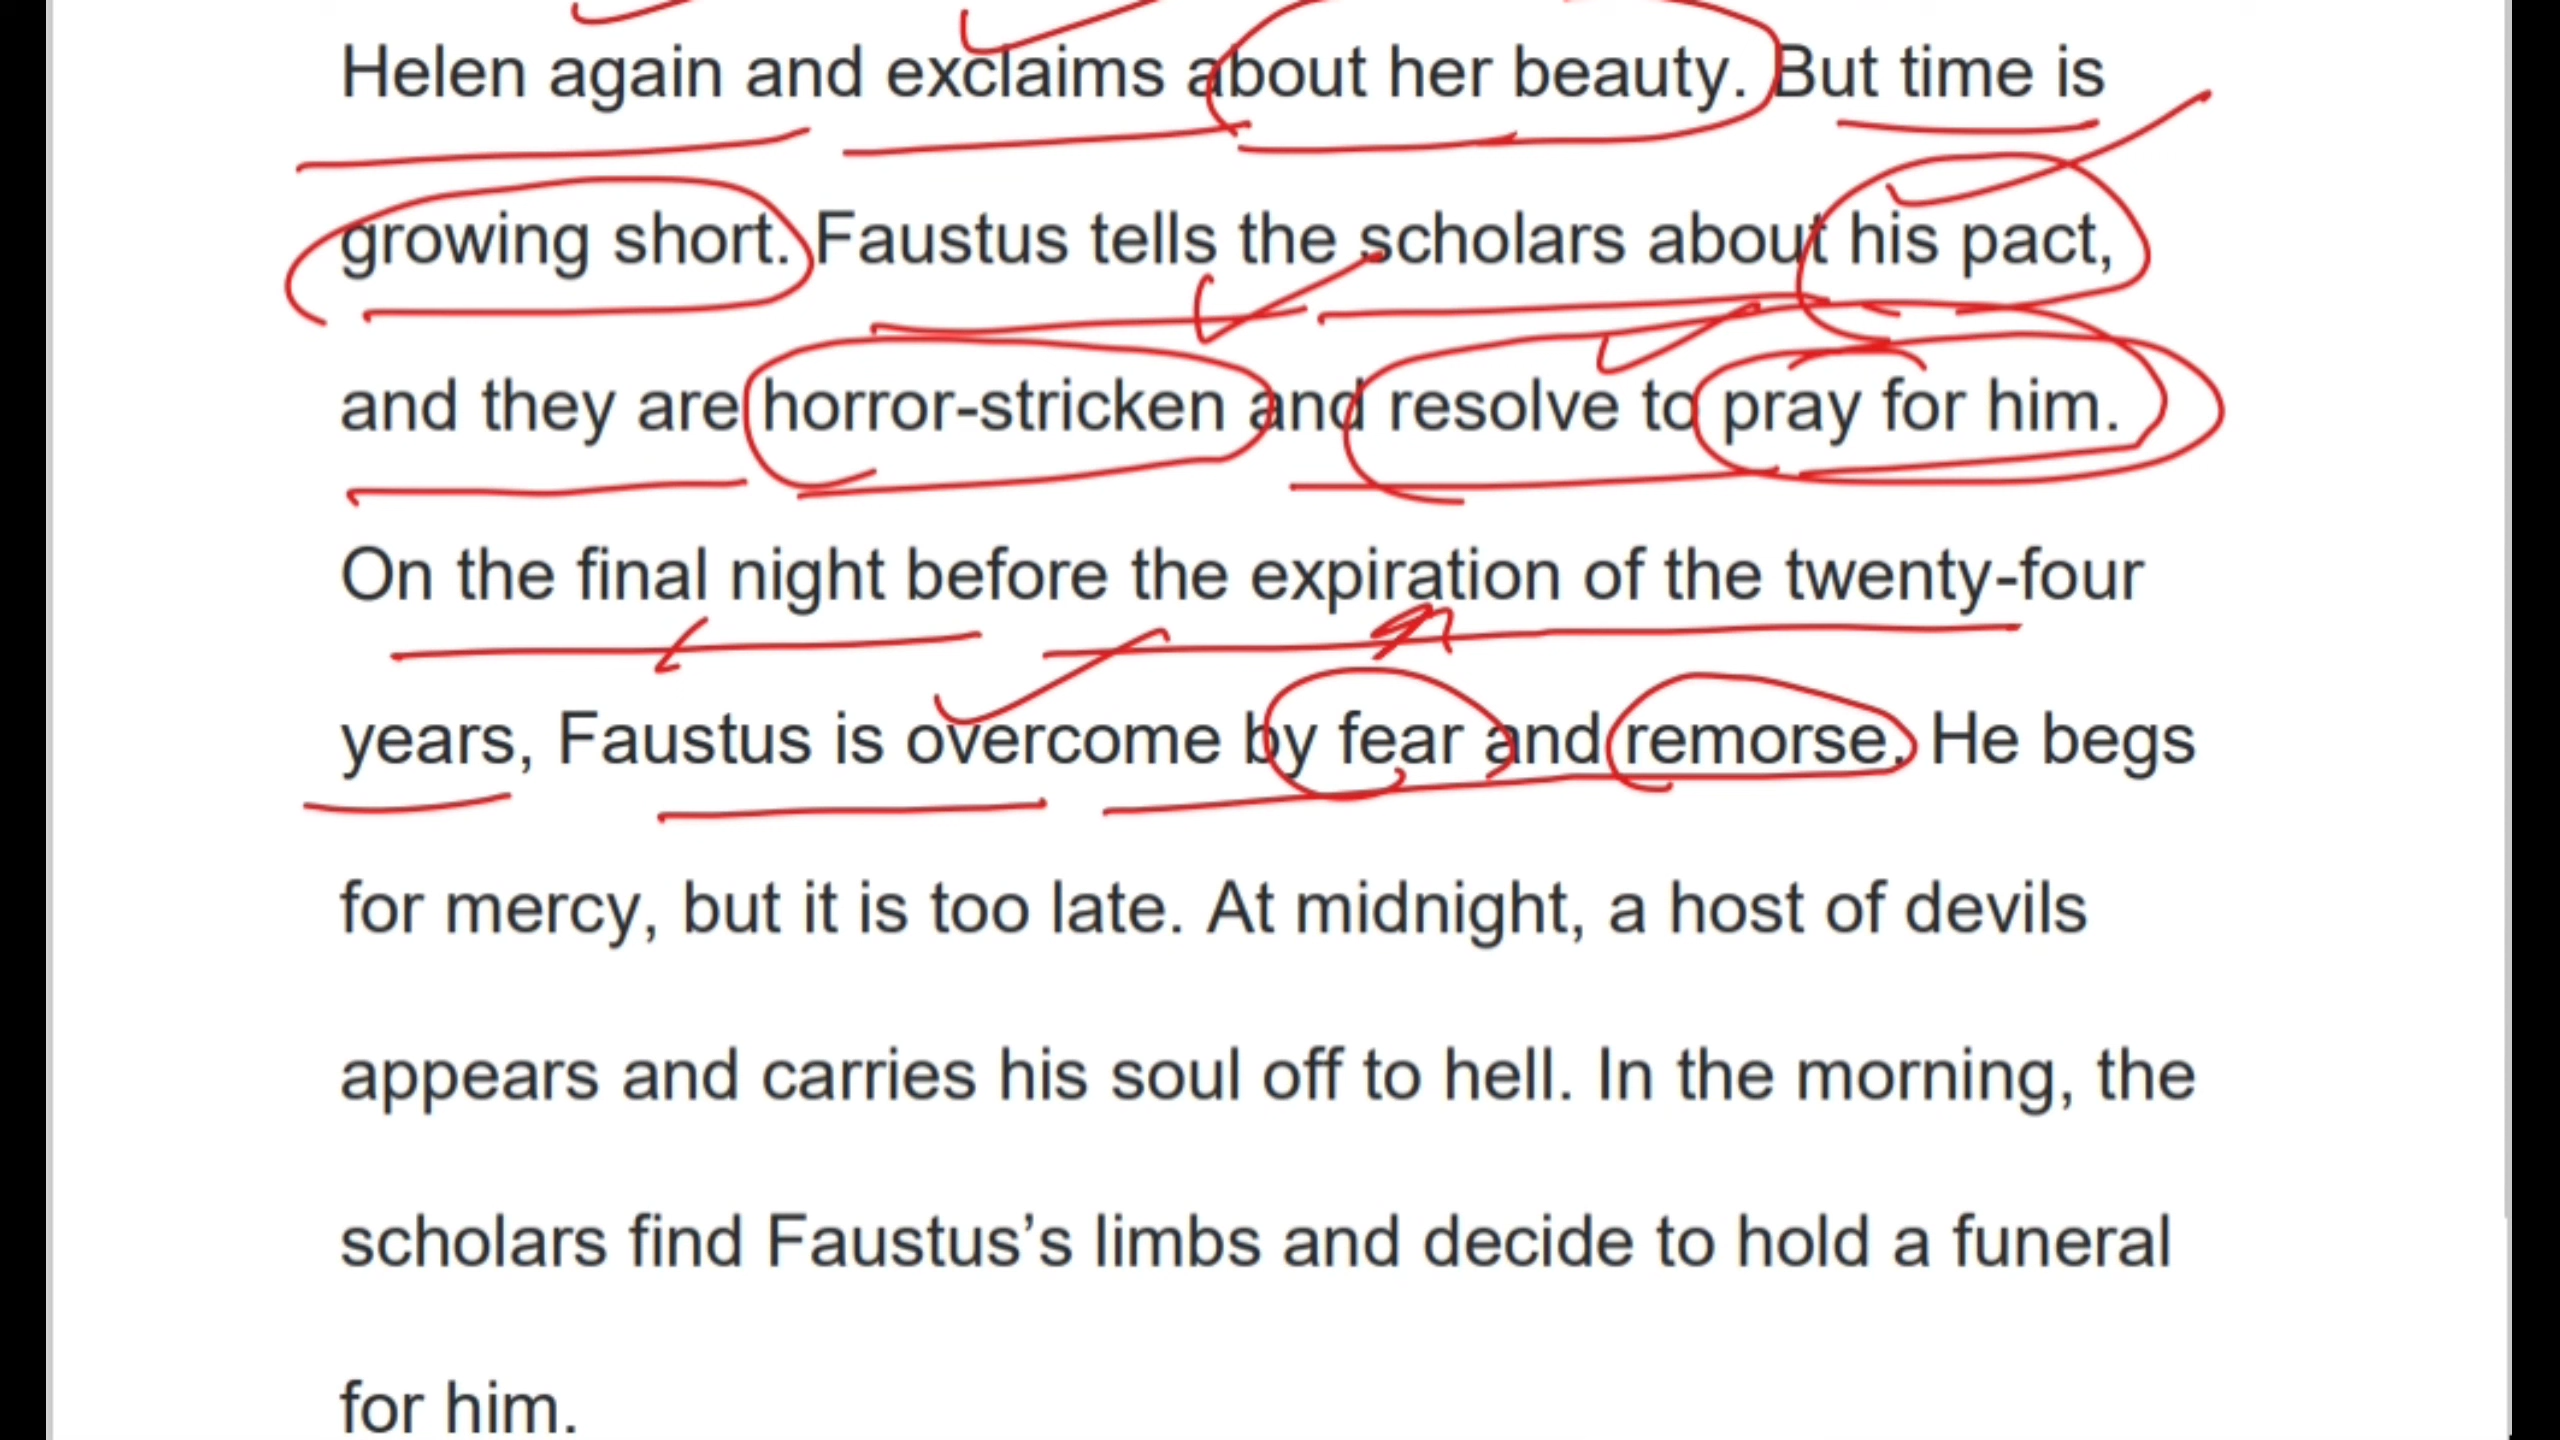 Helen again and exclaims about her beauty. But time is
growing short. Faustus tells the scholars about his pact,
and they are horror-stricken and resolve to pray for him.
On the final night before the expiration of the twenty-four
years, Faustus is overcome by fear and remorse. He begs
for mercy, but it is too late. At midnight, a host of devils
appears and carries his soul off to hell. In the morning, the
scholars find Faustus’s limbs and decide to hold a funeral
for him.